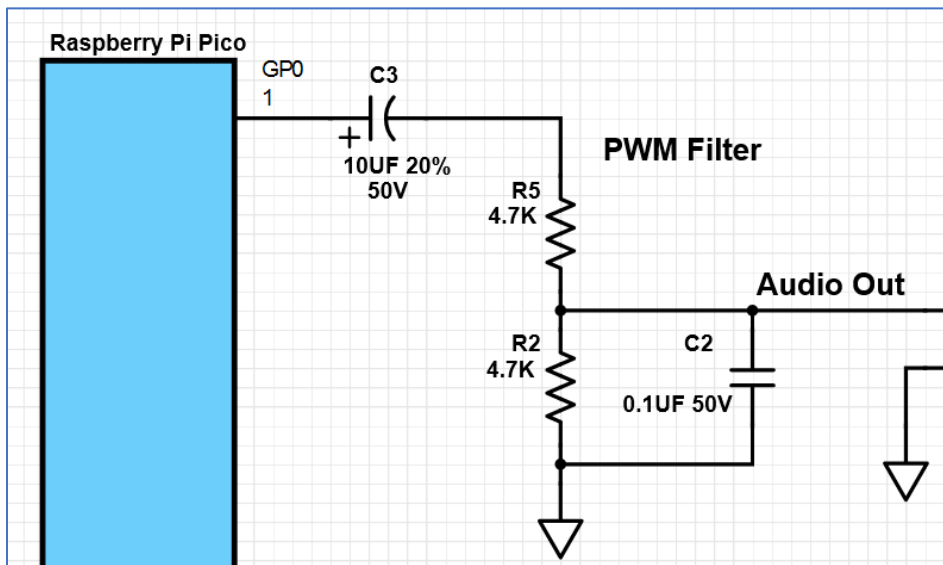 Raspberry Pi Pico
GP0
1
C3
+
10UF 20%
50V
PWM Filter
R5
4.7K
Audio Out
R2
4.7K
C2
0.1UF 50V